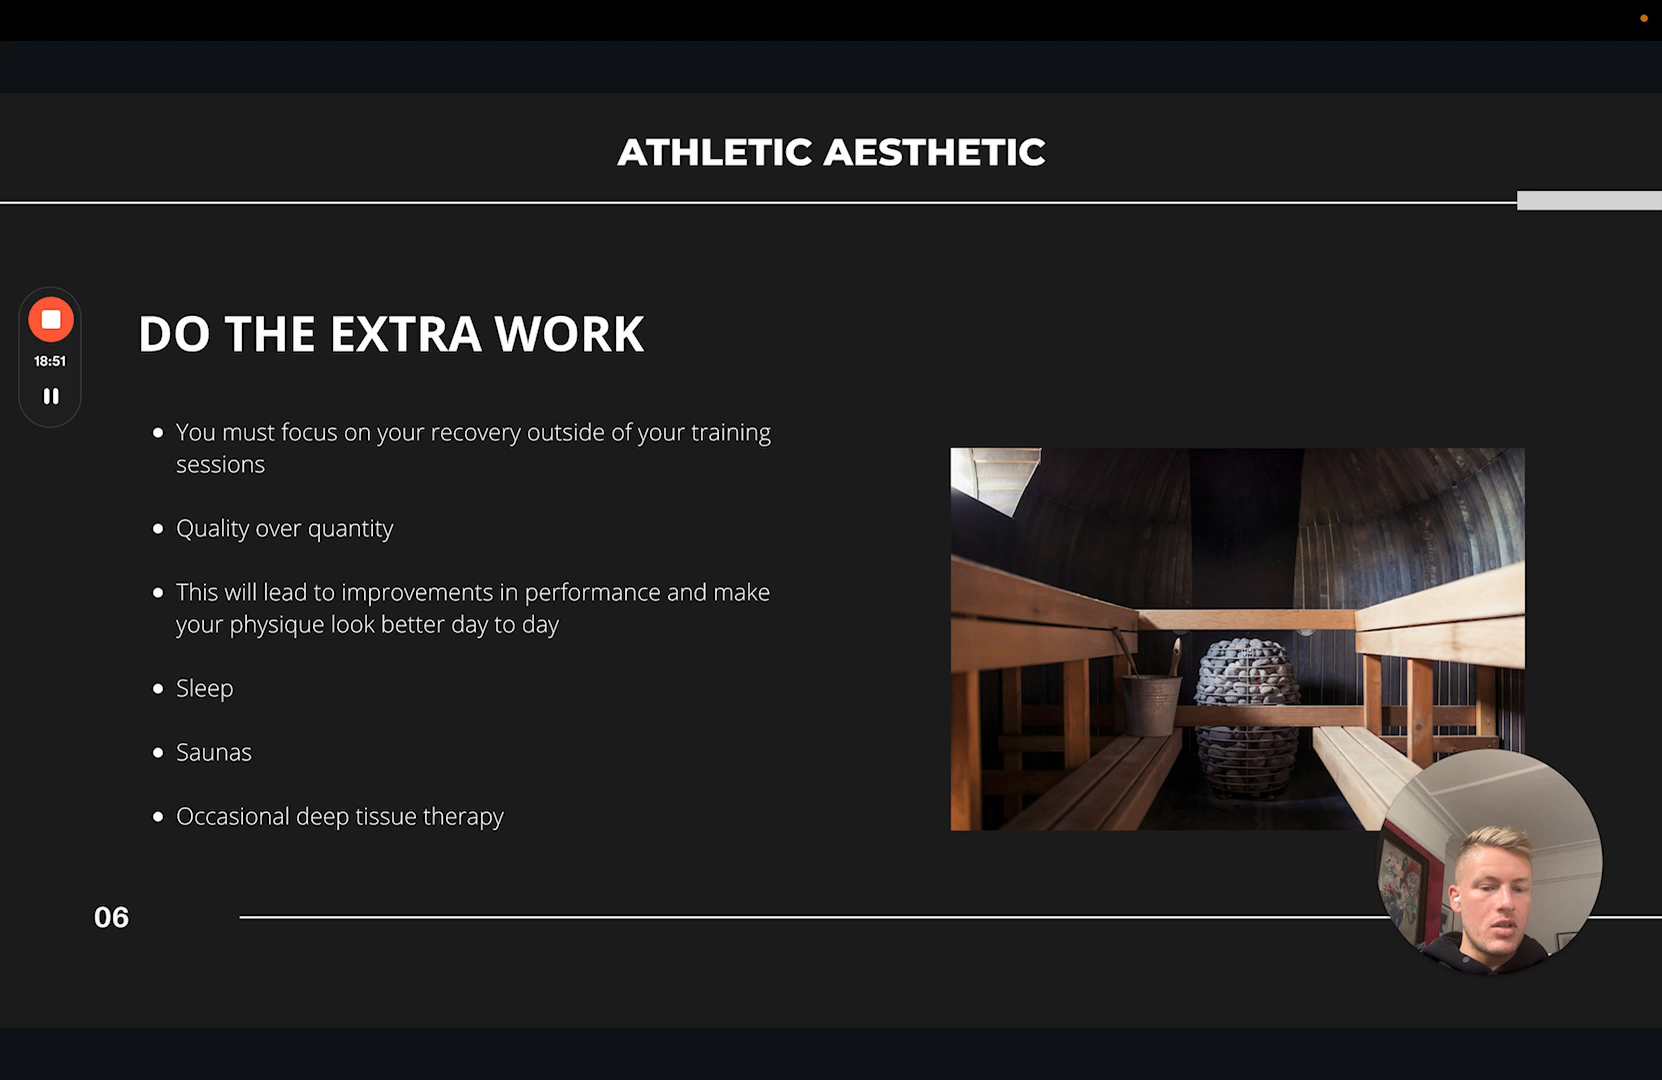 ATHLETIC AESTHETIC
18:51
DO THE EXTRA WORK
You must focus on your recovery outside of your training
sessions
Quality over quantity
This will lead to improvements in performance and make
your physique look better day to day
Sleep
Saunas
Occasional deep tissue therapy
06